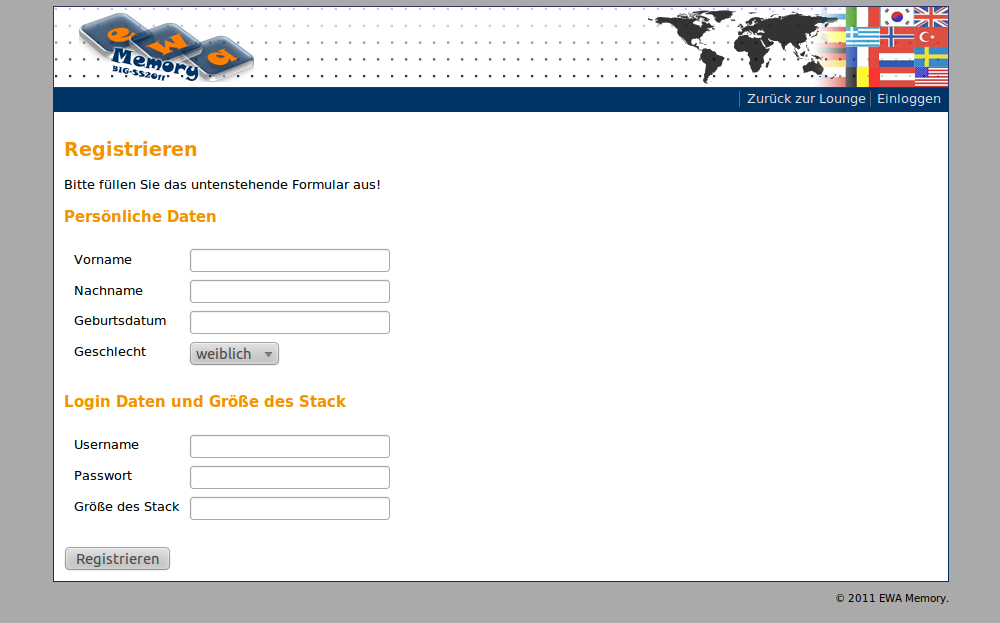 e w a
Memory
BIG-SS2011
Zurück zur Lounge
Einloggen
Registrieren
Bitte füllen Sie das untenstehende Formular aus!
Persönliche Daten
Vorname
Nachname
Geburtsdatum
Geschlecht weiblich
Login Daten und Größe des Stack
Username
Passwort
Größe des Stack
Registrieren
© 2011 EWA Memory.